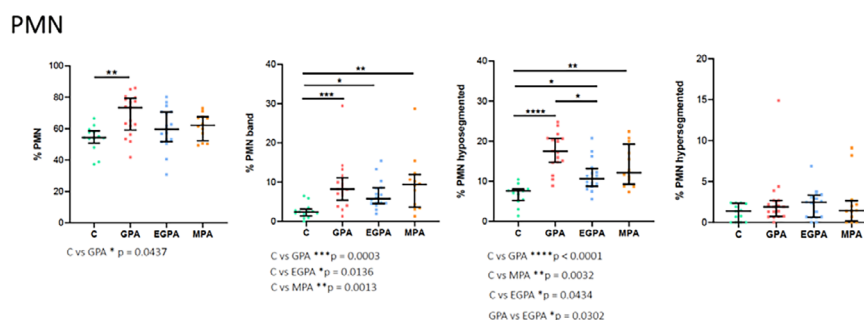 PMN
**
% PMN
100
80
60
40
20
0
C GPA EGPA MPA
C vs GPA * p = 0.0437
**
*
***
% PMN band
40
30
20
10
0
C GPA EGPA MPA
C vs GPA ***p = 0.0003
C vs EGPA *p = 0.0136
C vs MPA **p = 0.0013
**
*
*
****
% PMN hyposegmented
40
30
20
10
0
C GPA EGPA MPA
C vs GPA ****p < 0.0001
C vs MPA **p = 0.0032
C vs EGPA *p = 0.0434
GPA vs EGPA *p = 0.0302
% PMN hypersegmented
20
15
10
5
0
C GPA EGPA MPA